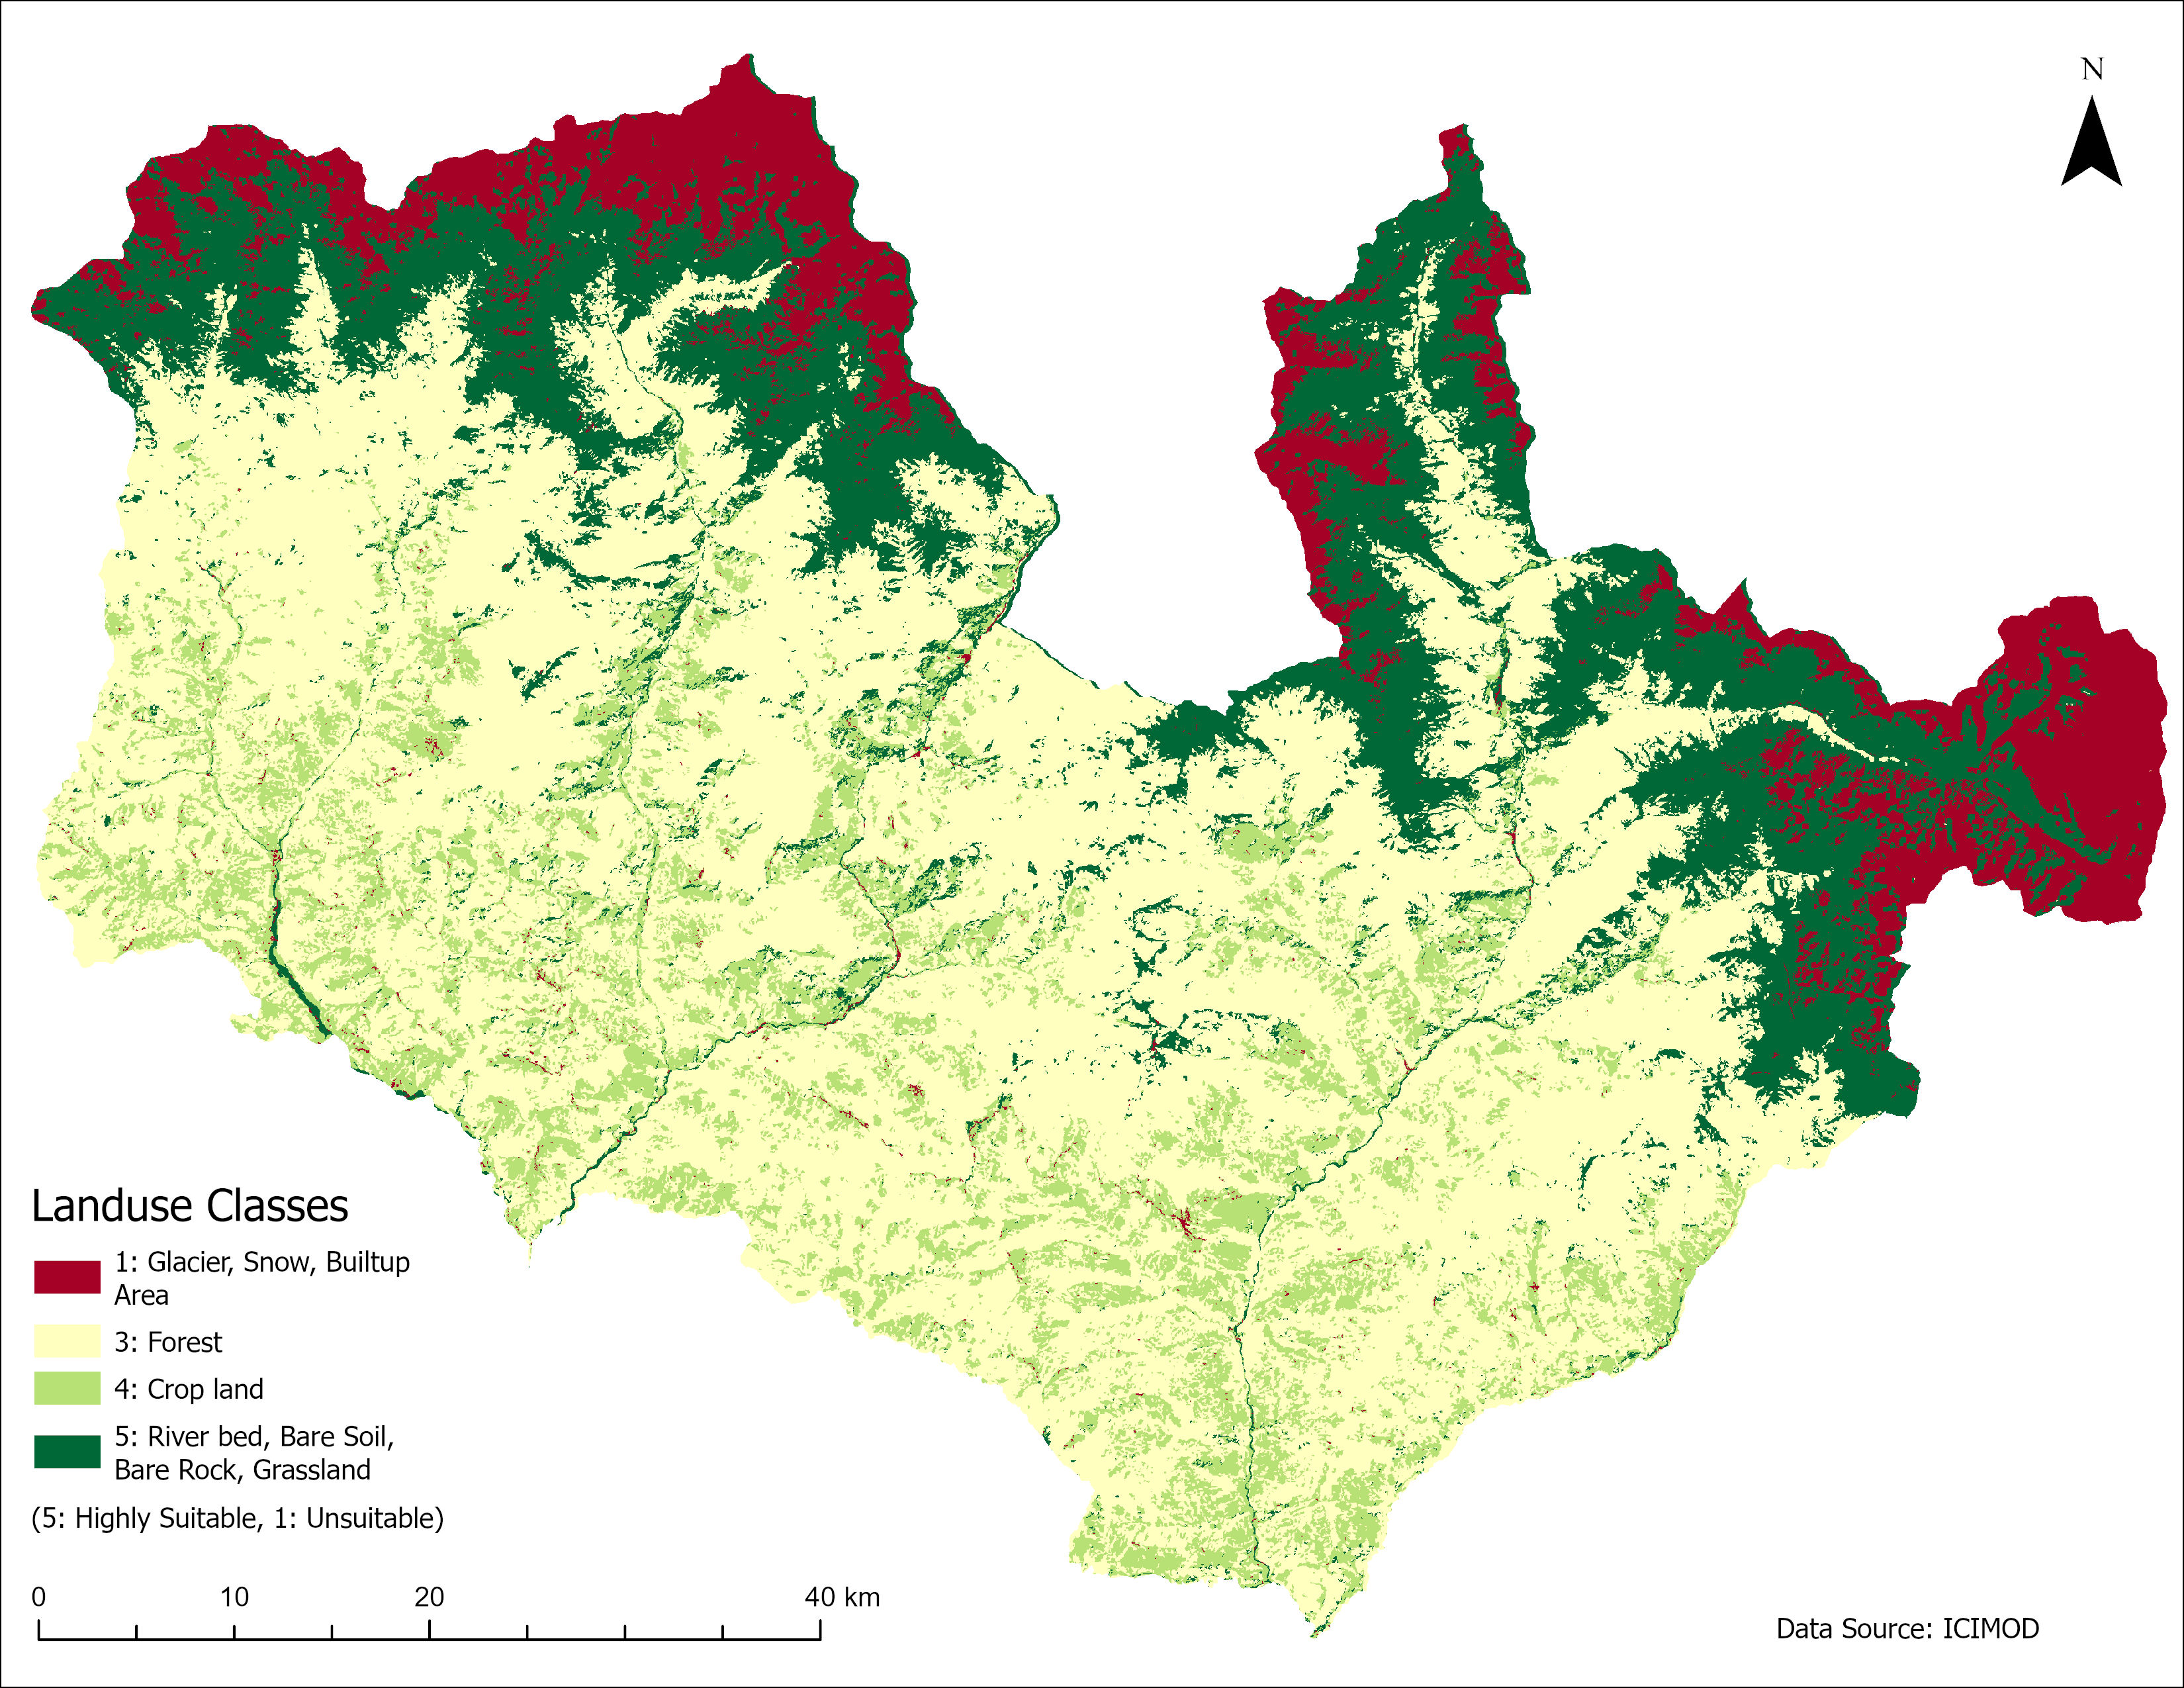 N
Landuse Classes
1: Glacier, Snow, Builtup
Area
3: Forest
4: Crop land
5: River bed, Bare Soil,
Bare Rock, Grassland
(5: Highly Suitable, 1: Unsuitable)
0 10 20 40 km
Data Source: ICIMOD